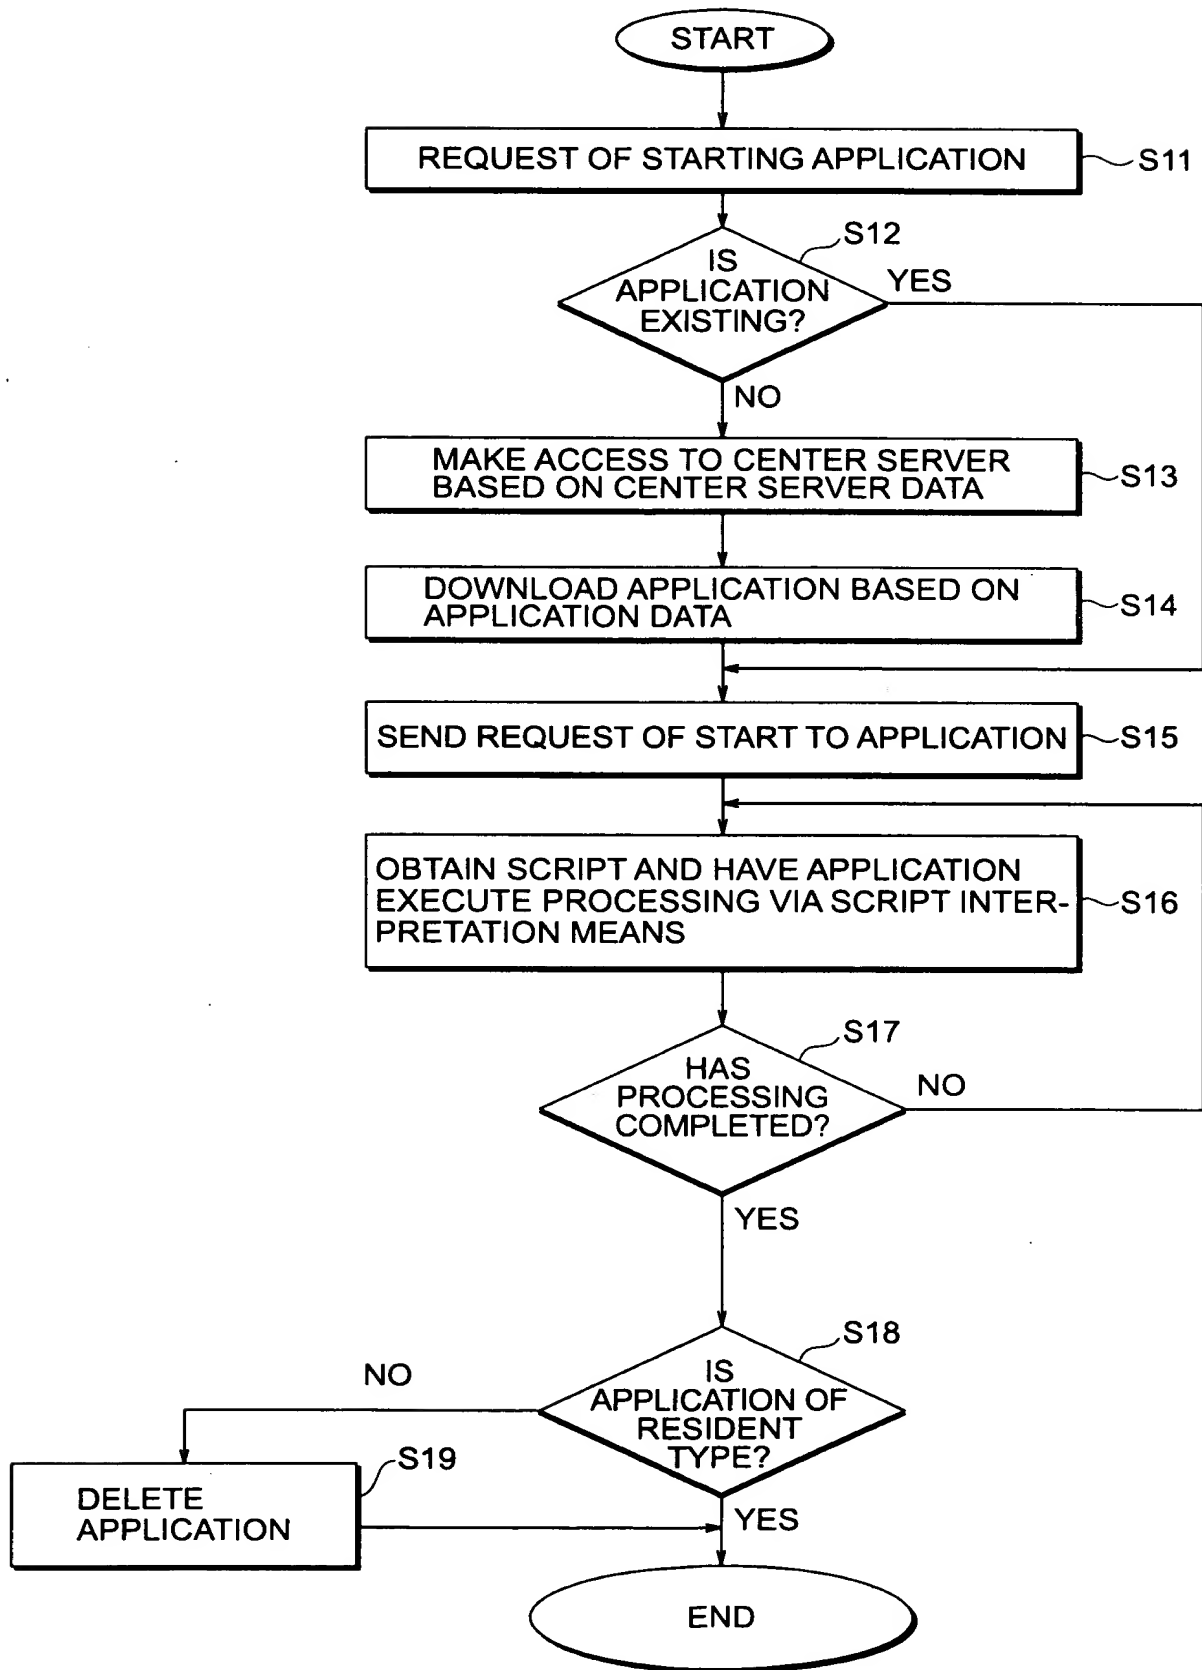 START
REQUEST OF STARTING APPLICATION
S11
S12
IS
APPLICATION
EXISTING?
YES
NO
MAKE ACCESS TO CENTER SERVER
BASED ON CENTER SERVER DATA
S13
DOWNLOAD APPLICATION BASED ON
APPLICATION DATA
S14
SEND REQUEST OF START TO APPLICATION
S15
OBTAIN SCRIPT AND HAVE APPLICATION
EXECUTE PROCESSING VIA SCRIPT INTER-
PRETATION MEANS
S16
S17
HAS
PROCESSING
COMPLETED?
NO
YES
S18
IS
APPLICATION OF
RESIDENT
TYPE?
NO
S19
DELETE
APPLICATION
YES
END